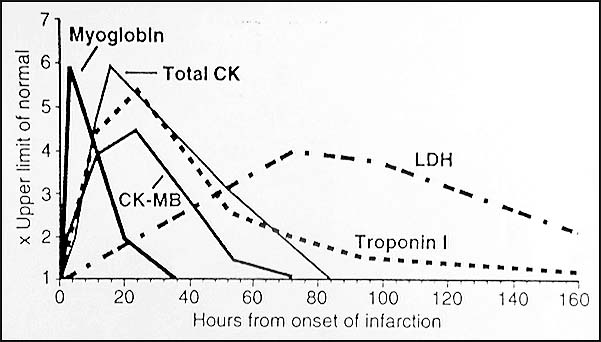 7
6
5
4
3
2
1
x Upper limit of normal
Myoglobln
Total CK
CK-MB
LDH
Troponin I
0 20 40 60 80 100 120 140 160
Hours from onset of infarction